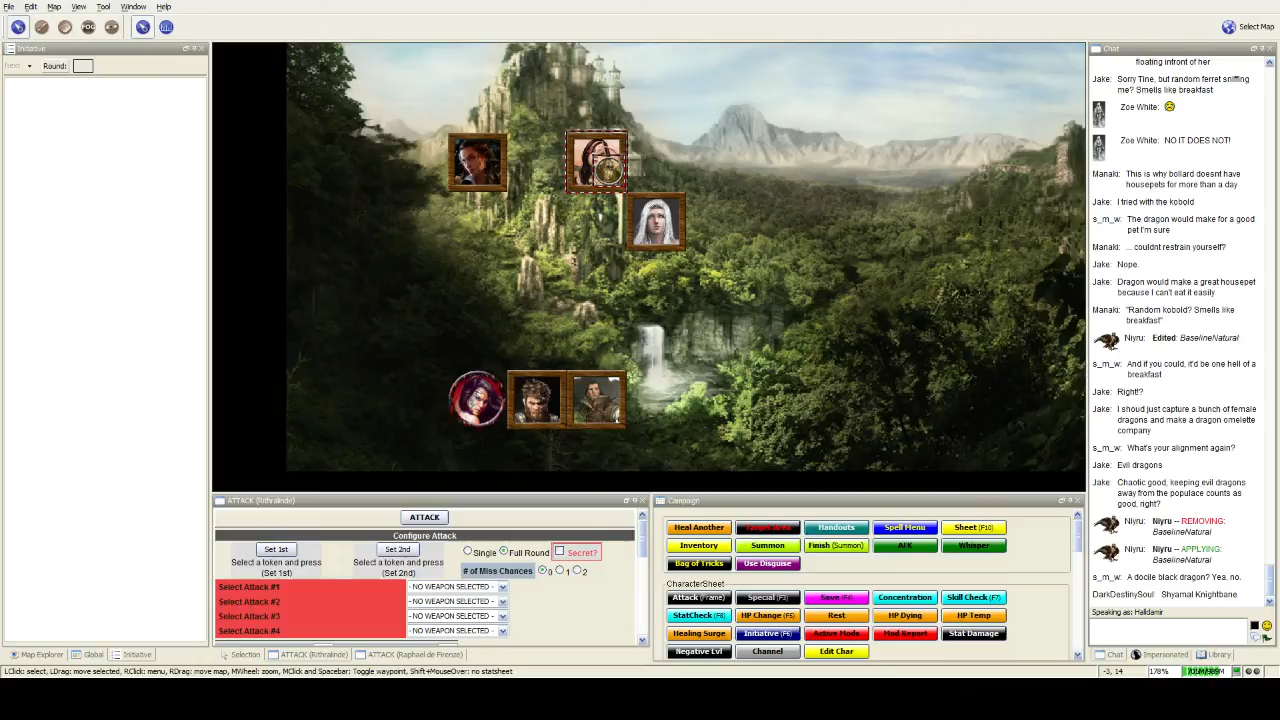 File Edit Map View Tool Window Help
FOG
Select Map
Initiative
Next Round:
Chat
floating infront of her
Jake: Sorry Tine, but random ferret sniffing
me? Smells like breakfast
Zoe White:
Zoe White: NO IT DOES NOT!
Manaki: This is why bollard doesnt have
housepets for more than a day
Jake: I tried with the kobold
s_m_w: The dragon would make for a good
pet I'm sure
Manaki: ... couldnt restrain yourself?
Jake: Nope.
Jake: Dragon would make a great housepet
because I can't eat it easily
Manaki: "Random kobold? Smells like
breakfast"
Niyru: Edited: BaselineNatural
s_m_w: And if you could, it'd be one hell of a
breakfast
Jake: Right!?
Jake: I shoud just capture a bunch of female
dragons and make a dragon omelette
company
s_m_w: What's your alignment again?
Jake: Evil dragons
Jake: Chaotic good, keeping evil dragons
away from the populace counts as
good, right?
Niyru: Niyru -- REMOVING:
BaselineNatural
Niyru: Niyru -- APPLYING:
BaselineNatural
s_m_w: A docile black dragon? Yea, no.
DarkDestinySoul: Shyamal Knightbane
Speaking as: Halldamir
Chat Impersonated Library
ATTACK (Rithralinde)
ATTACK
Configure Attack
Set 1st Set 2nd Single Full Round Secret?
Select a token and press
(Set 1st)
Select a token and press
(Set 2nd)
# of Miss Chances 0 1 2
Select Attack #1 - NO WEAPON SELECTED -
Select Attack #2 - NO WEAPON SELECTED -
Select Attack #3 - NO WEAPON SELECTED -
Select Attack #4 - NO WEAPON SELECTED -
Campaign
Heal Another Handouts Spell Menu Sheet (F10)
Inventory Summon Finish (Summon) AFK Whisper
Bag of Tricks Use Disguise
CharacterSheet
Attack (Frame) Special (F3) Save (F4) Concentration Skill Check (F7)
StatCheck (F8) HP Change (F5) Rest HP Dying HP Temp
Healing Surge Initiative (F6) Active Mods Mod Report Stat Damage
Negative Lvl Channel Edit Char
Map Explorer Global Initiative Selection ATTACK (Rithralinde) ATTACK (Raphael de Firenze)
LClick: select, LDrag: move selected, RClick: menu, RDrag: move map, MWheel: zoom, MClick and Spacebar: Toggle waypoint, Shift+MouseOver: no statsheet
-3, 14 178%